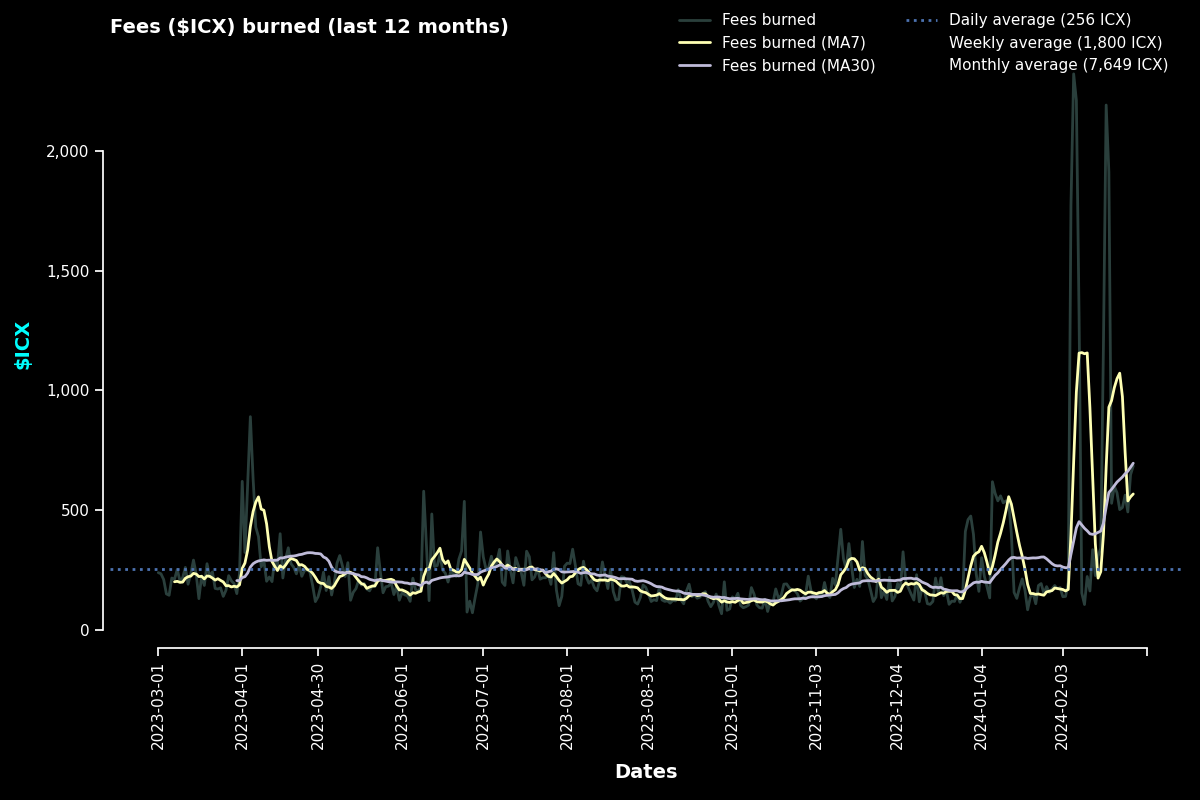 Fees ($ICX) burned (last 12 months)
Fees burned
Fees burned (MA7)
Fees burned (MA30)
Daily average (256 ICX)
Weekly average (1,800 ICX)
Monthly average (7,649 ICX)
$ICX
2,000
1,500
1,000
500
0
2023-03-01
2023-04-01
2023-04-30
2023-06-01
2023-07-01
2023-08-01
2023-08-31
2023-10-01
2023-11-03
2023-12-04
2024-01-04
2024-02-03
Dates